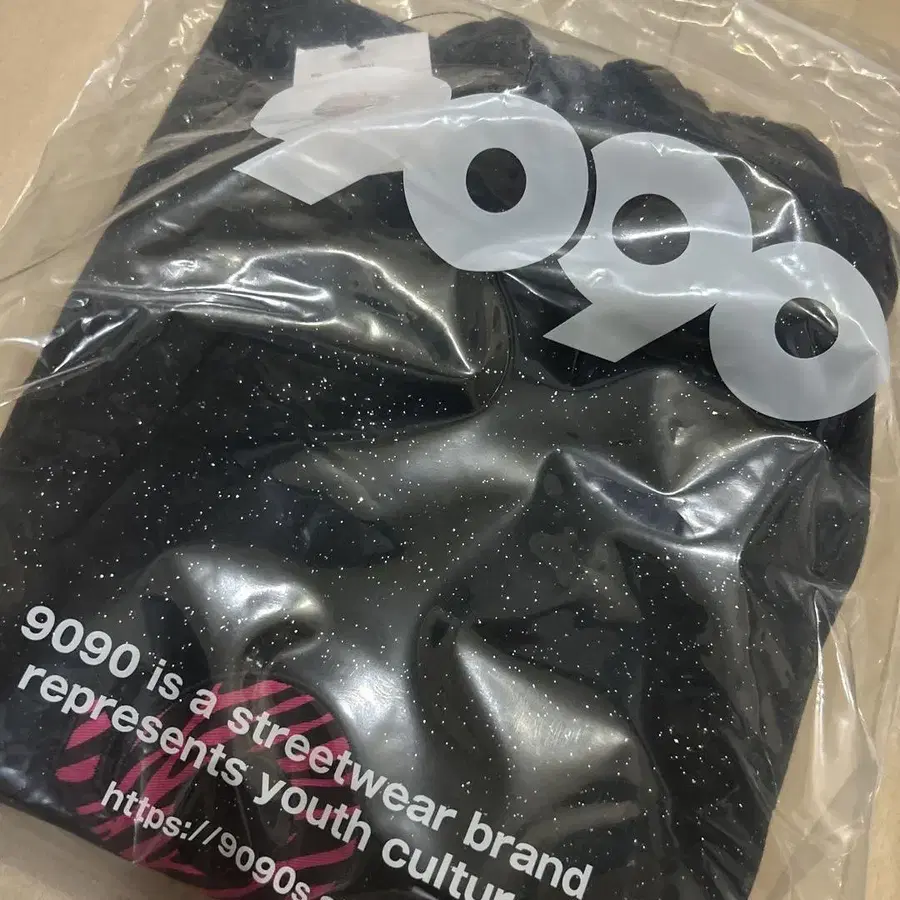 9090
9090 is a streetwear brand
represents youth cultur
https://9090s